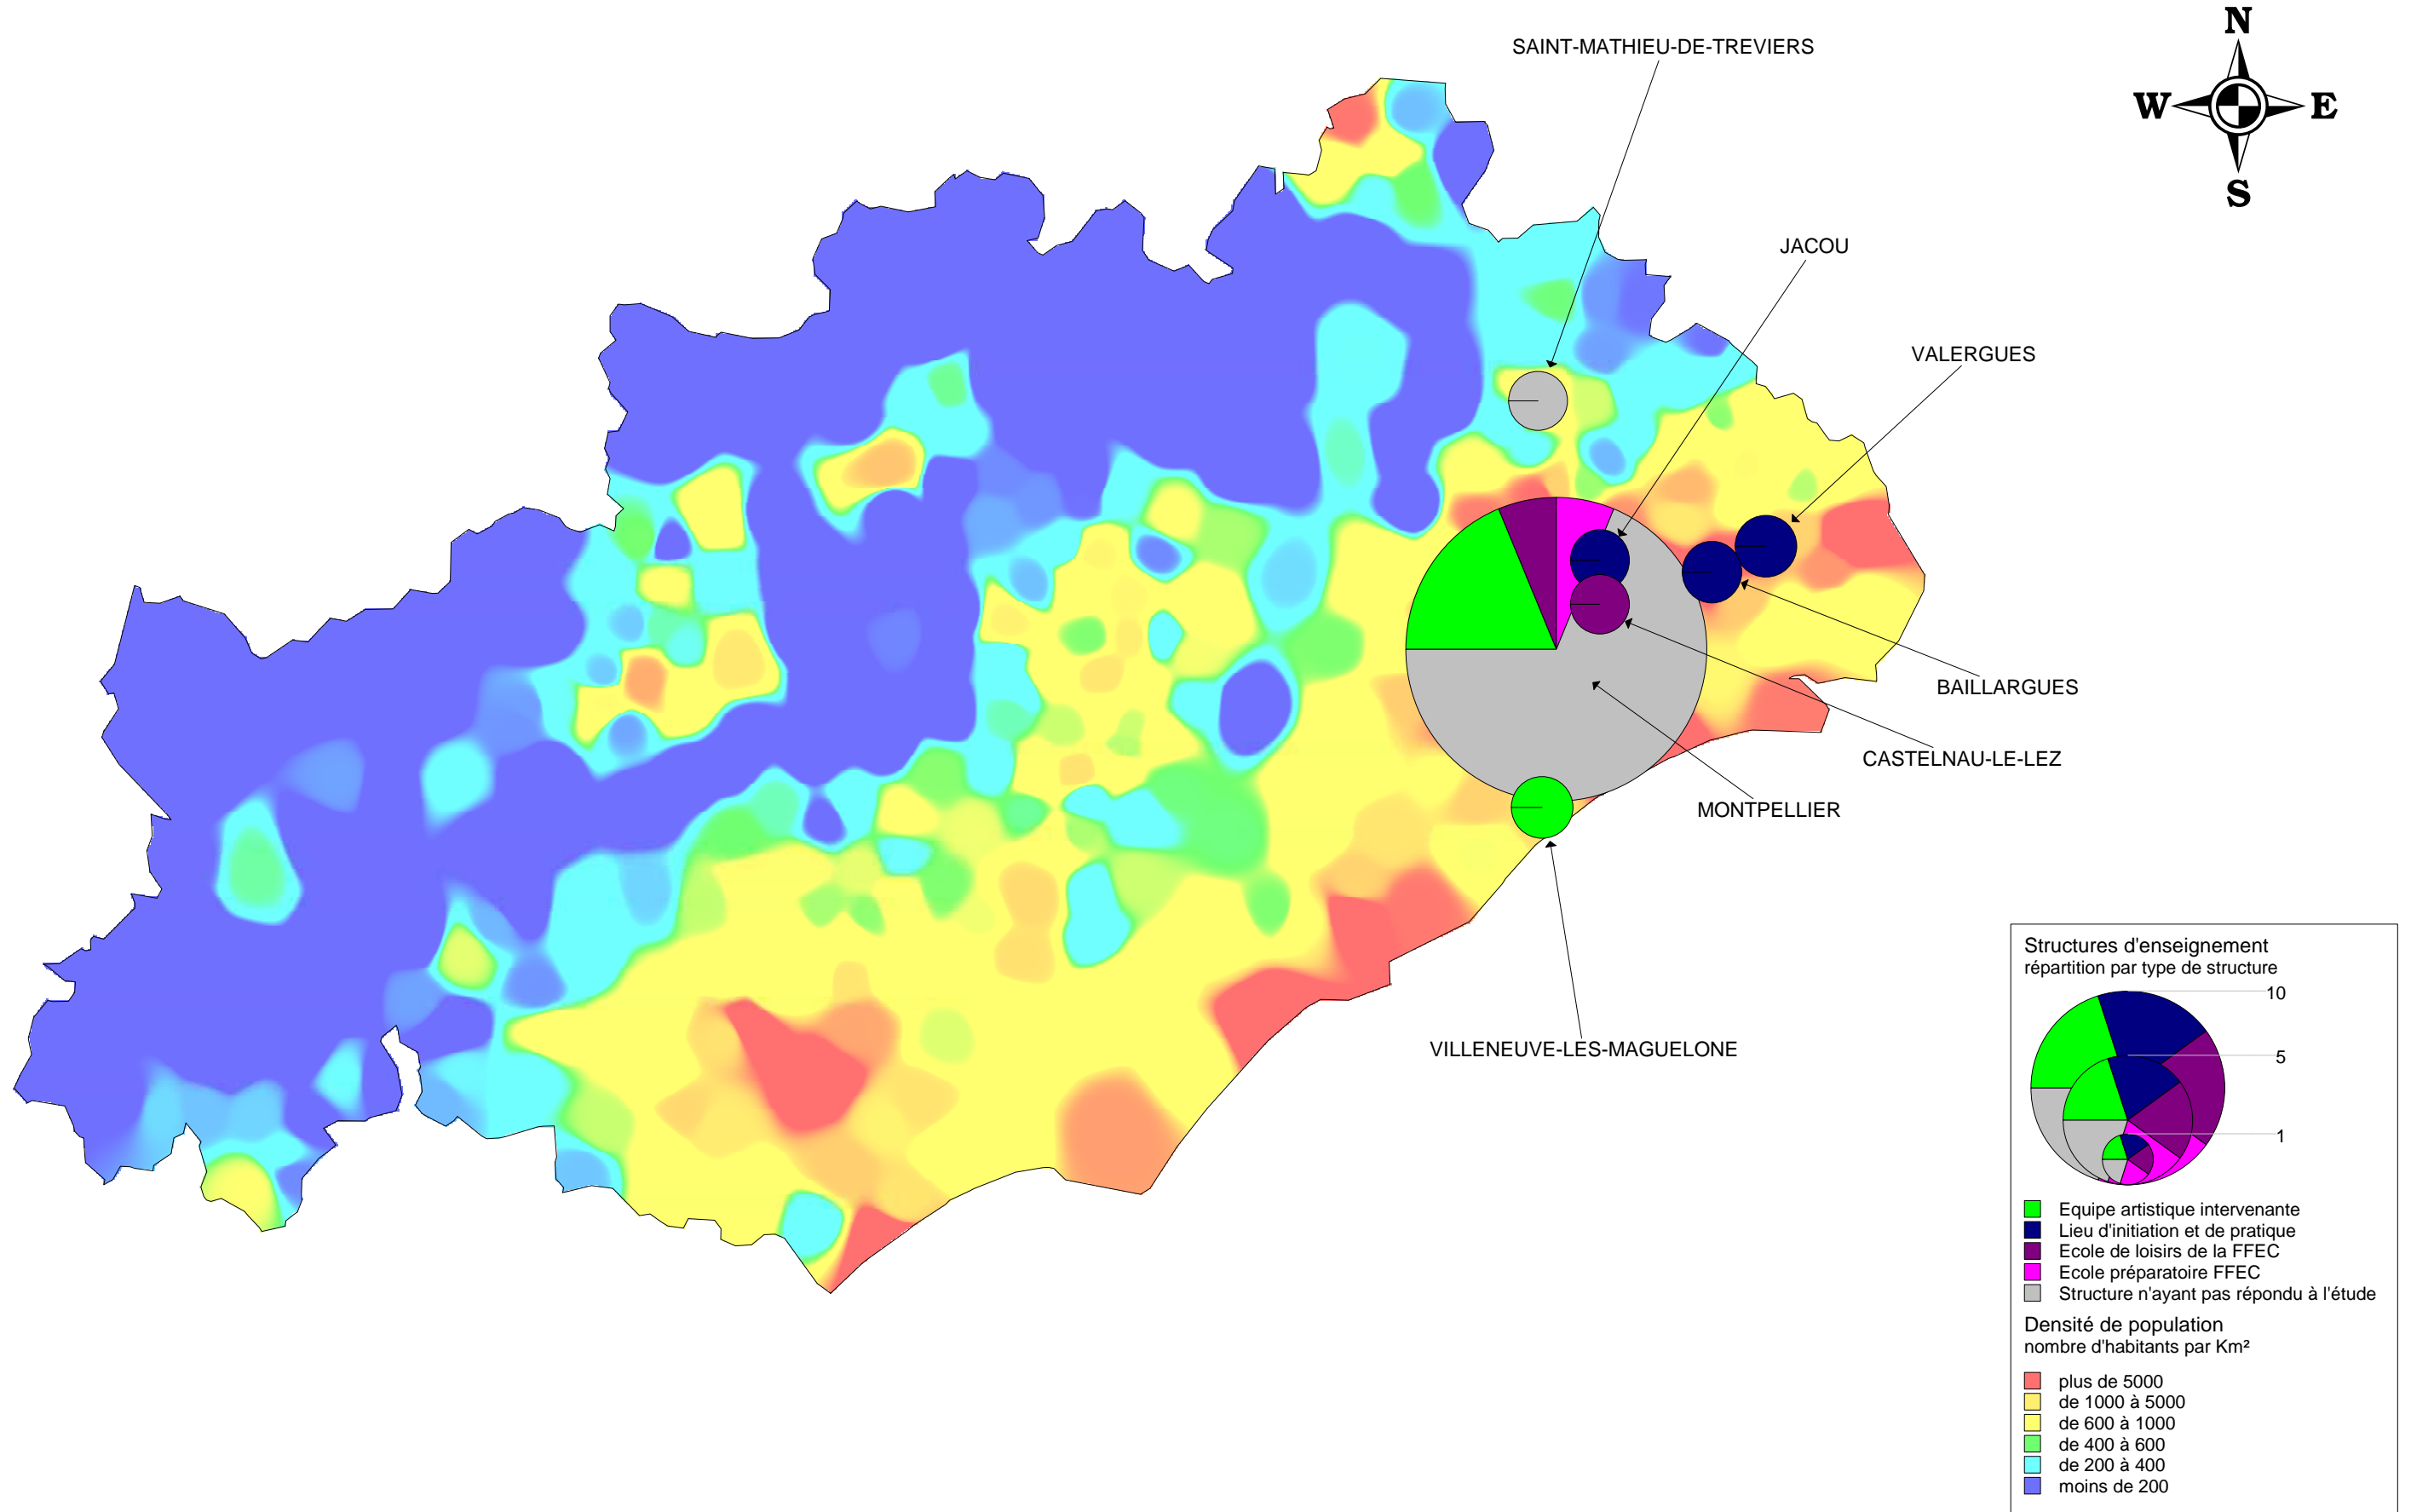 N
SAINT-MATHIEU-DE-TREVIERS
W
E
S
JACOU
VALERGUES
BAILLARGUES
CASTELNAU-LE-LEZ
MONTPELLIER
VILLENEUVE-LES-MAGUELONE
Structures d'enseignement
répartition par type de structure
10
5
1
Equipe artistique intervenante
Lieu d'initiation et de pratique
Ecole de loisirs de la FFEC
Ecole préparatoire FFEC
Structure n'ayant pas répondu à l'étude
Densité de population
nombre d'habitants par Km²
plus de 5000
de 1000 à 5000
de 600 à 1000
de 400 à 600
de 200 à 400
moins de 200